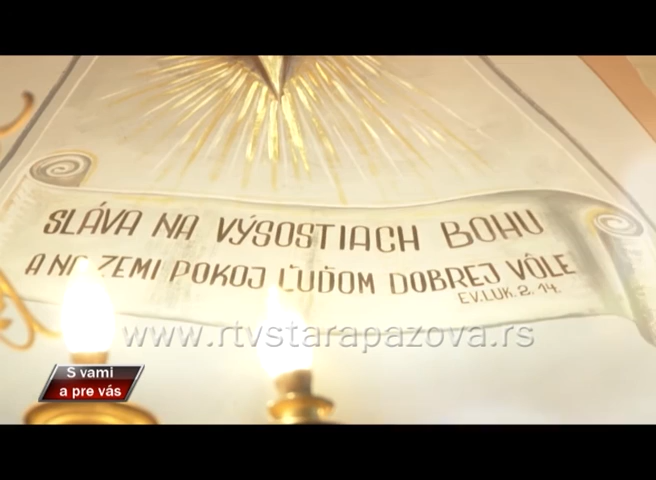 SLÁVA NA VÝSOSTIACH BOHU
A NA ZEMI POKOJ ĽUĎOM DOBREJ VÔLE
EV. LUK. 2. 14.
www.rtvstarapazova.rs
S vami
a pre vás